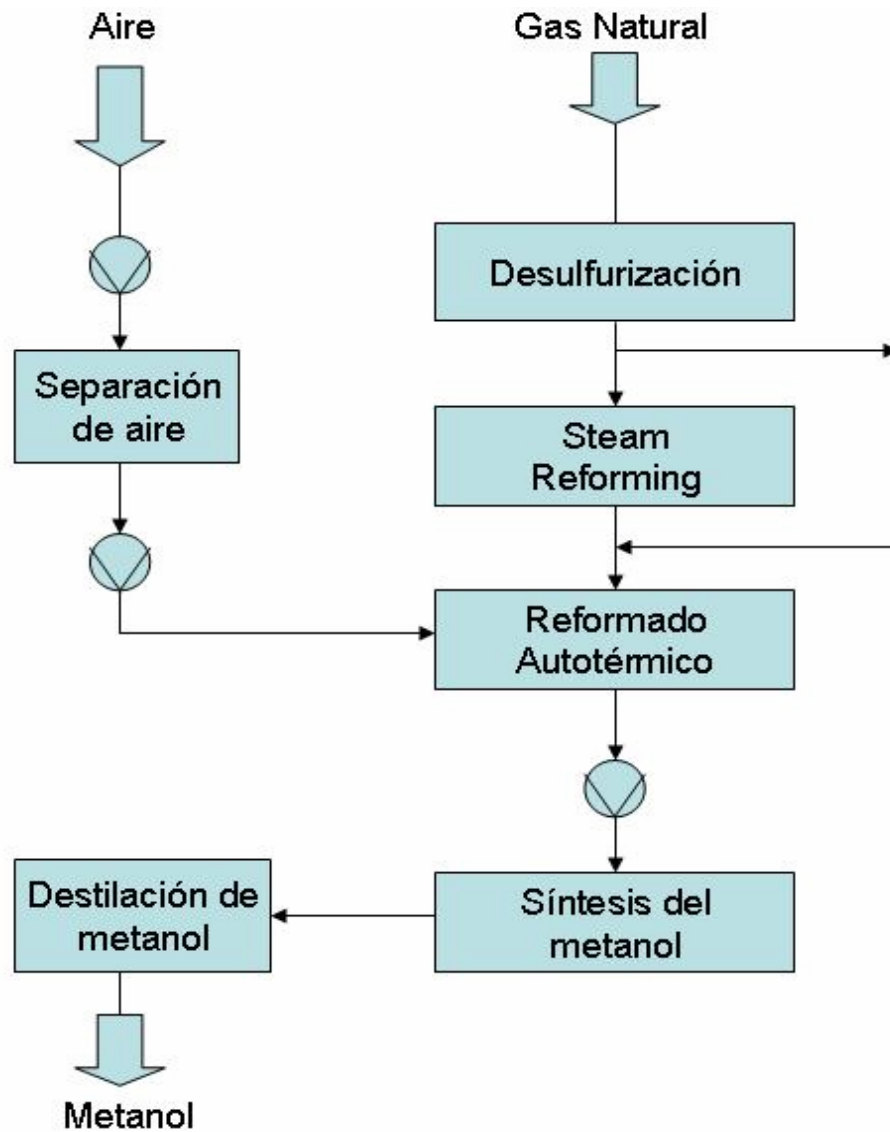 Aire
Gas Natural
Desulfurización
Separación
de aire
Steam
Reforming
Reformado
Autotérmico
Destilación de
metanol
Síntesis del
metanol
Metanol